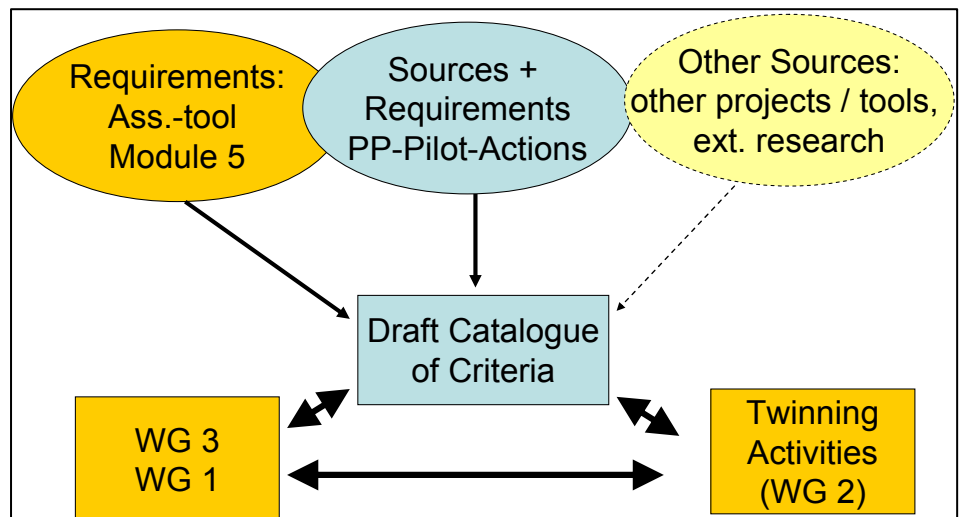 Requirements:
Ass.-tool
Module 5
Sources +
Requirements
PP-Pilot-Actions
Other Sources:
other projects / tools,
ext. research
Draft Catalogue
of Criteria
WG 3
WG 1
Twinning
Activities
(WG 2)